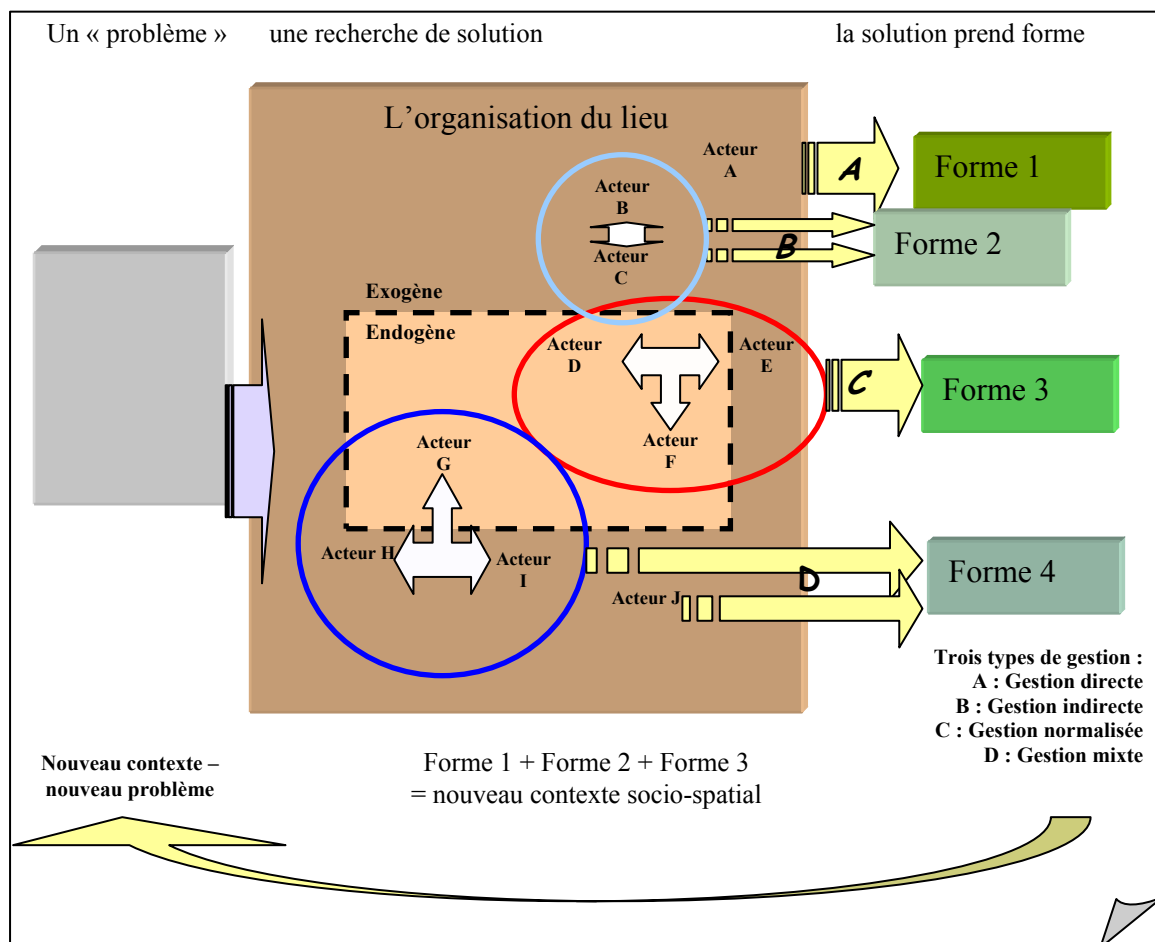 Un « problème » une recherche de solution la solution prend forme
L’organisation du lieu
Acteur
A
A
Forme 1
Acteur
B
Acteur
C
B
Forme 2
Exogène
Endogène
Acteur
D
Acteur
E
Acteur
F
C
Forme 3
Acteur
G
Acteur H
Acteur
I
Acteur J
D
Forme 4
Trois types de gestion :
A : Gestion directe
B : Gestion indirecte
C : Gestion normalisée
D : Gestion mixte
Nouveau contexte –
nouveau problème
Forme 1 + Forme 2 + Forme 3
= nouveau contexte socio-spatial